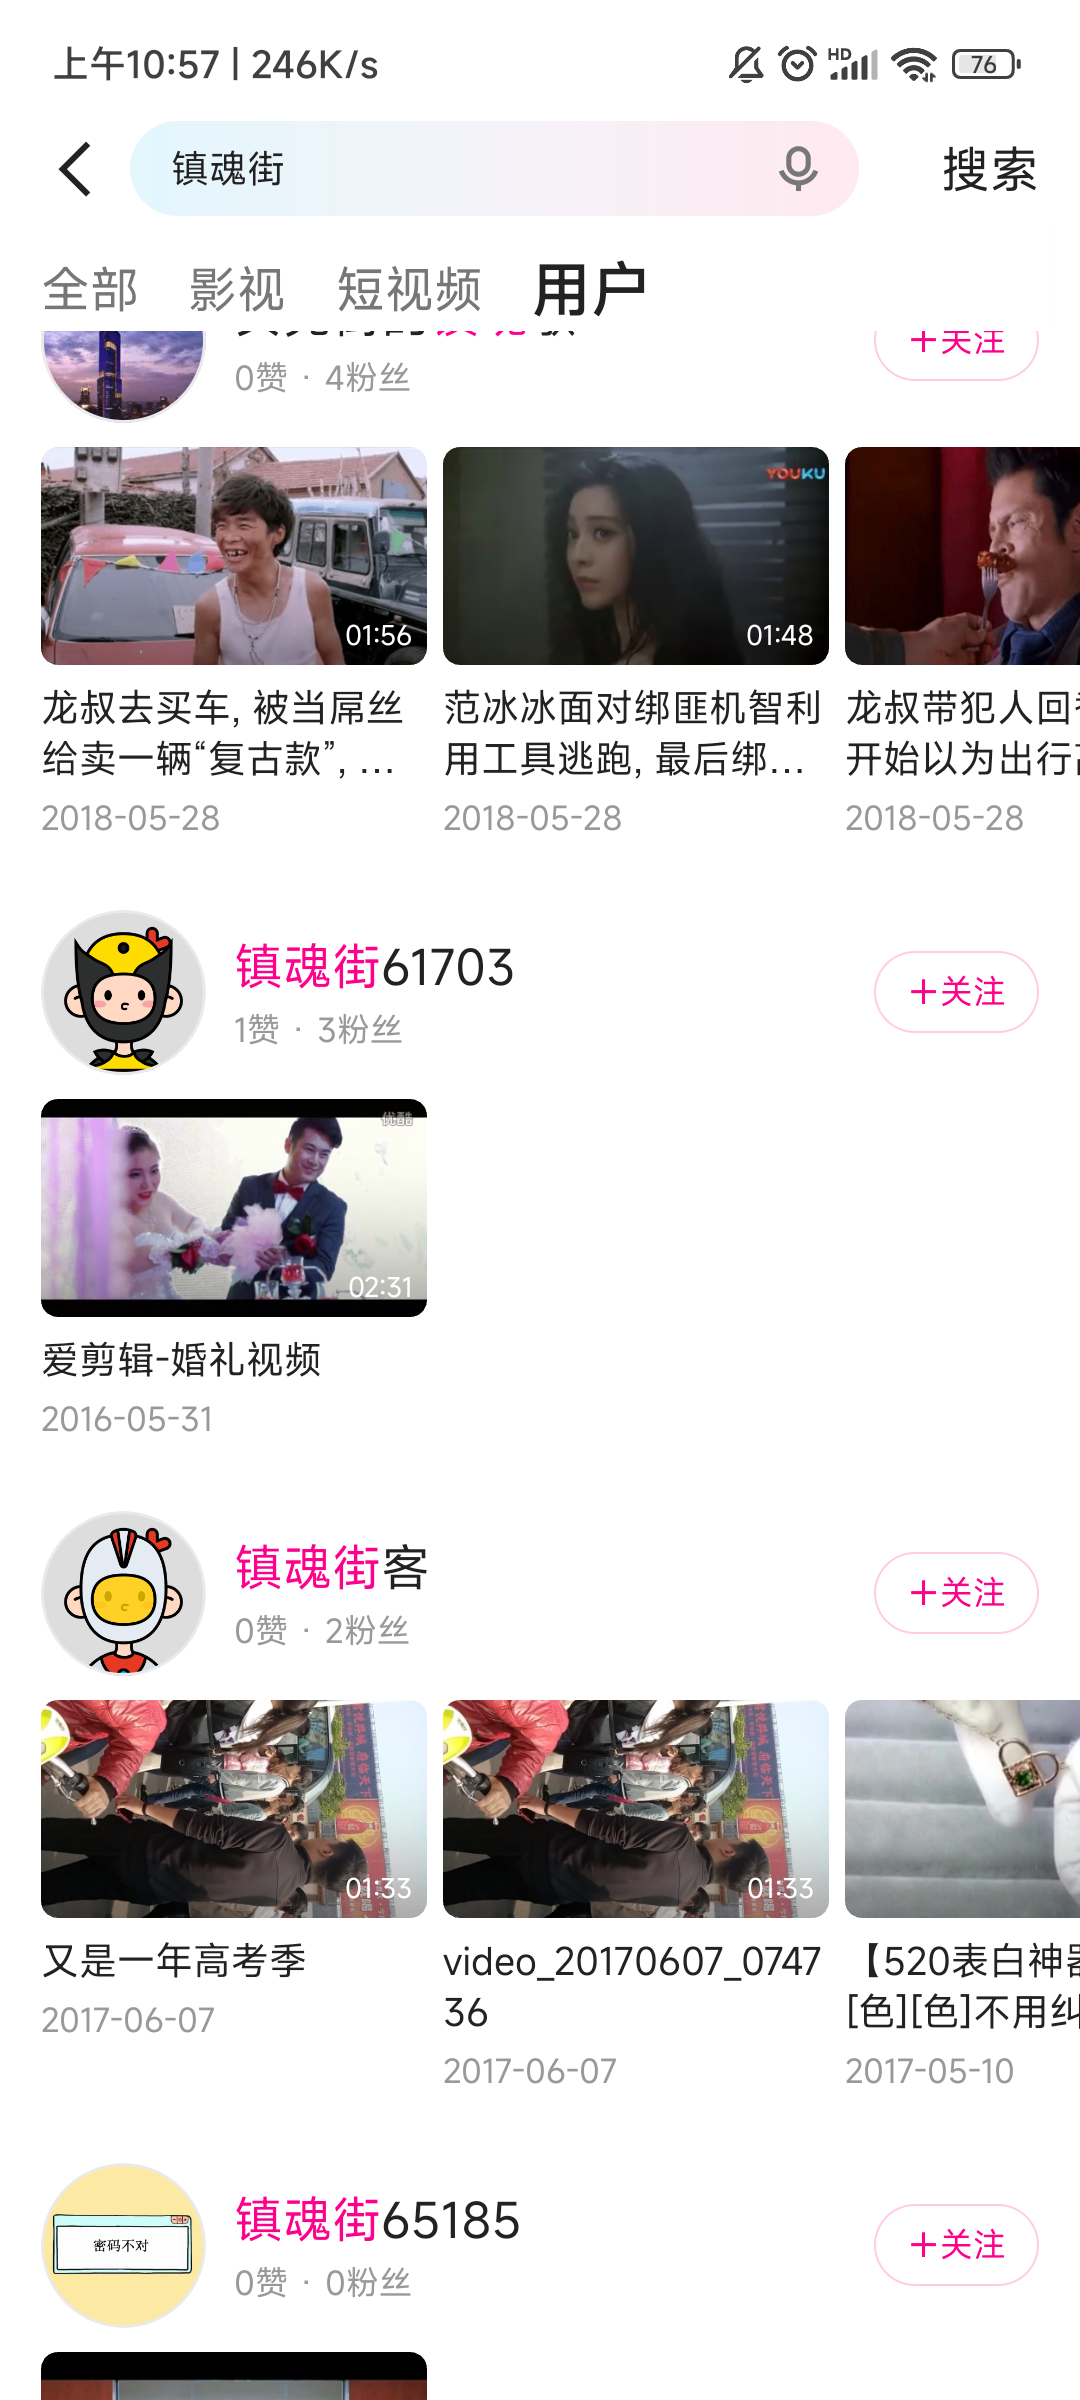 上午10:57 | 246K/s
HD
76
镇魂街
搜索
全部 影视 短视频 用户
+关注
0赞 · 4粉丝
YOUKU
01:56
01:48
龙叔去买车, 被当屌丝
给卖一辆“复古款”, ...
2018-05-28
范冰冰面对绑匪机智利
用工具逃跑, 最后绑...
2018-05-28
龙叔带犯人回
开始以为出行
2018-05-28
镇魂街61703
+关注
1赞 · 3粉丝
优酷
02:31
爱剪辑-婚礼视频
2016-05-31
镇魂街客
+关注
0赞 · 2粉丝
01:33
01:33
又是一年高考季
2017-06-07
video_20170607_0747
36
2017-06-07
【520表白神器
[色][色]不用纠
2017-05-10
密码不对
镇魂街65185
+关注
0赞 · 0粉丝